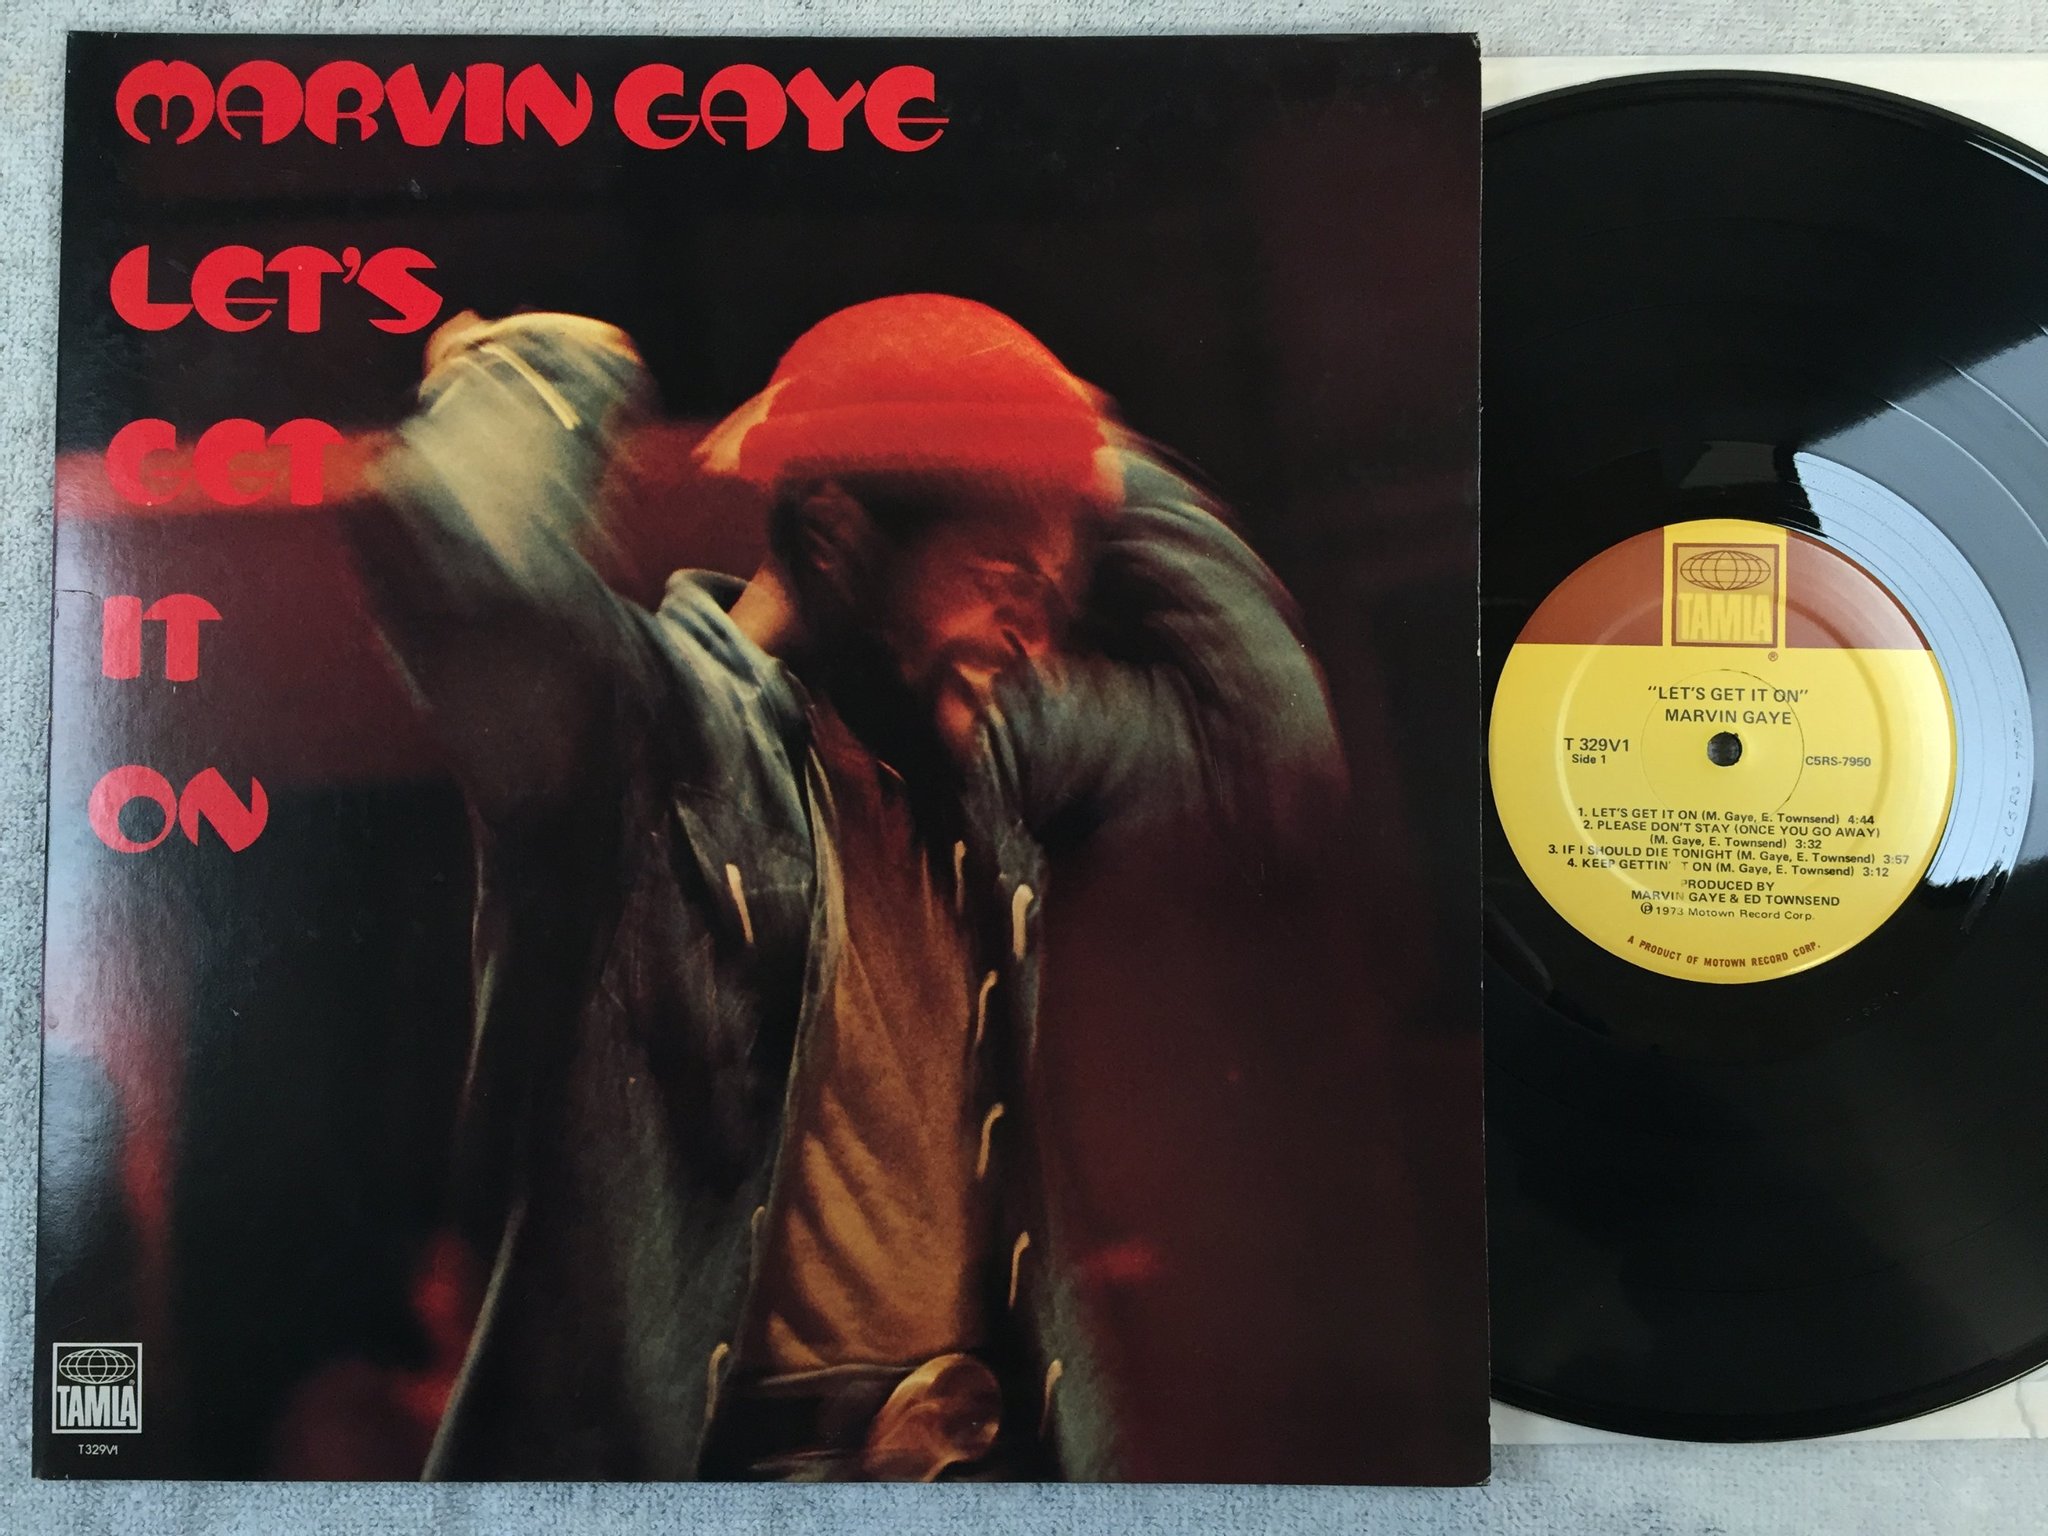 MARVIN GAYE
LET'S
GET
IT
ON
TAMLA®
T329V1
TAMLA
®
"LET'S GET IT ON"
MARVIN GAYE
T 329V1
Side 1
C5RS-7950
1. LET'S GET IT ON (M. Gaye, E. Townsend) 4:44
2. PLEASE DON'T STAY (ONCE YOU GO AWAY)
(M. Gaye, E. Townsend) 3:32
3. IF I SHOULD DIE TONIGHT (M. Gaye, E. Townsend) 3:57
4. KEEP GETTIN' IT ON (M. Gaye, E. Townsend) 3:12
PRODUCED BY
MARVIN GAYE & ED TOWNSEND
℗ 1973 Motown Record Corp.
A PRODUCT OF MOTOWN RECORD CORP.